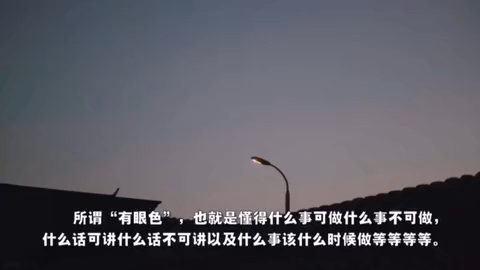 所谓“有眼色”，也就是懂得什么事可做什么事不可做，
什么话可讲什么话不可讲以及什么事该什么时候做等等等等。